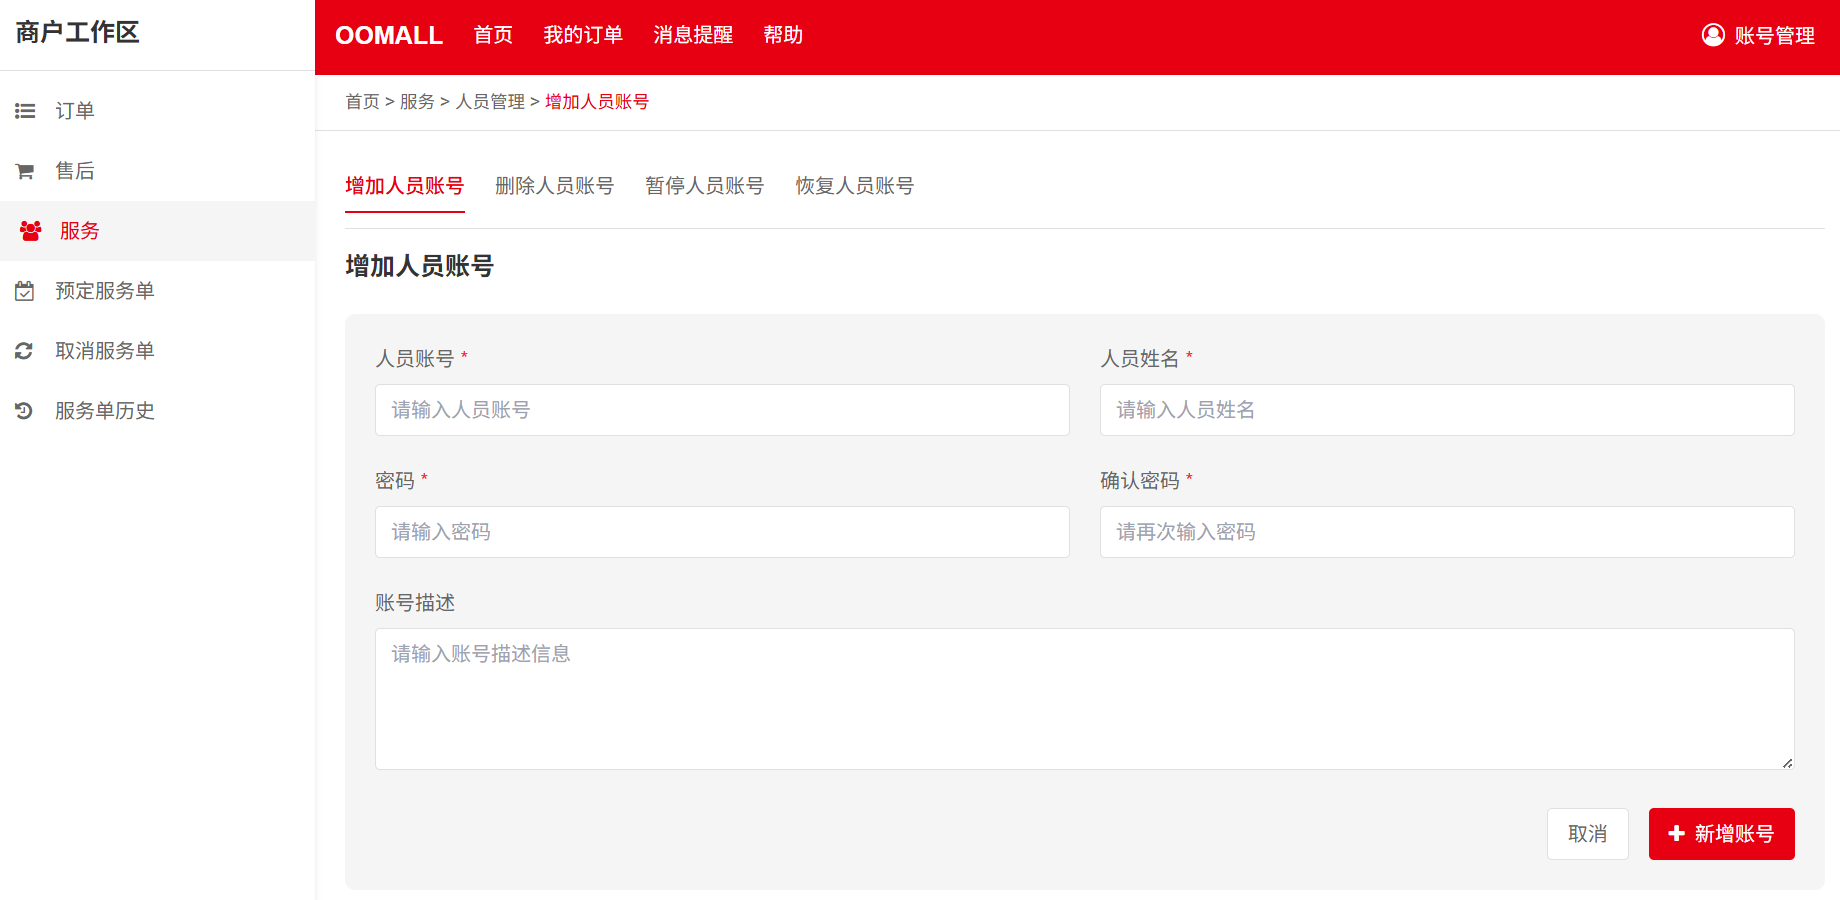 商户工作区
订单
售后
服务
预定服务单
取消服务单
服务单历史
OOMALL 首页 我的订单 消息提醒 帮助 账号管理
首页 > 服务 > 人员管理 > 增加人员账号
增加人员账号 删除人员账号 暂停人员账号 恢复人员账号
增加人员账号
人员账号 * 人员姓名 *
请输入人员账号 请输入人员姓名
密码 * 确认密码 *
请输入密码 请再次输入密码
账号描述
请输入账号描述信息
取消 新增账号